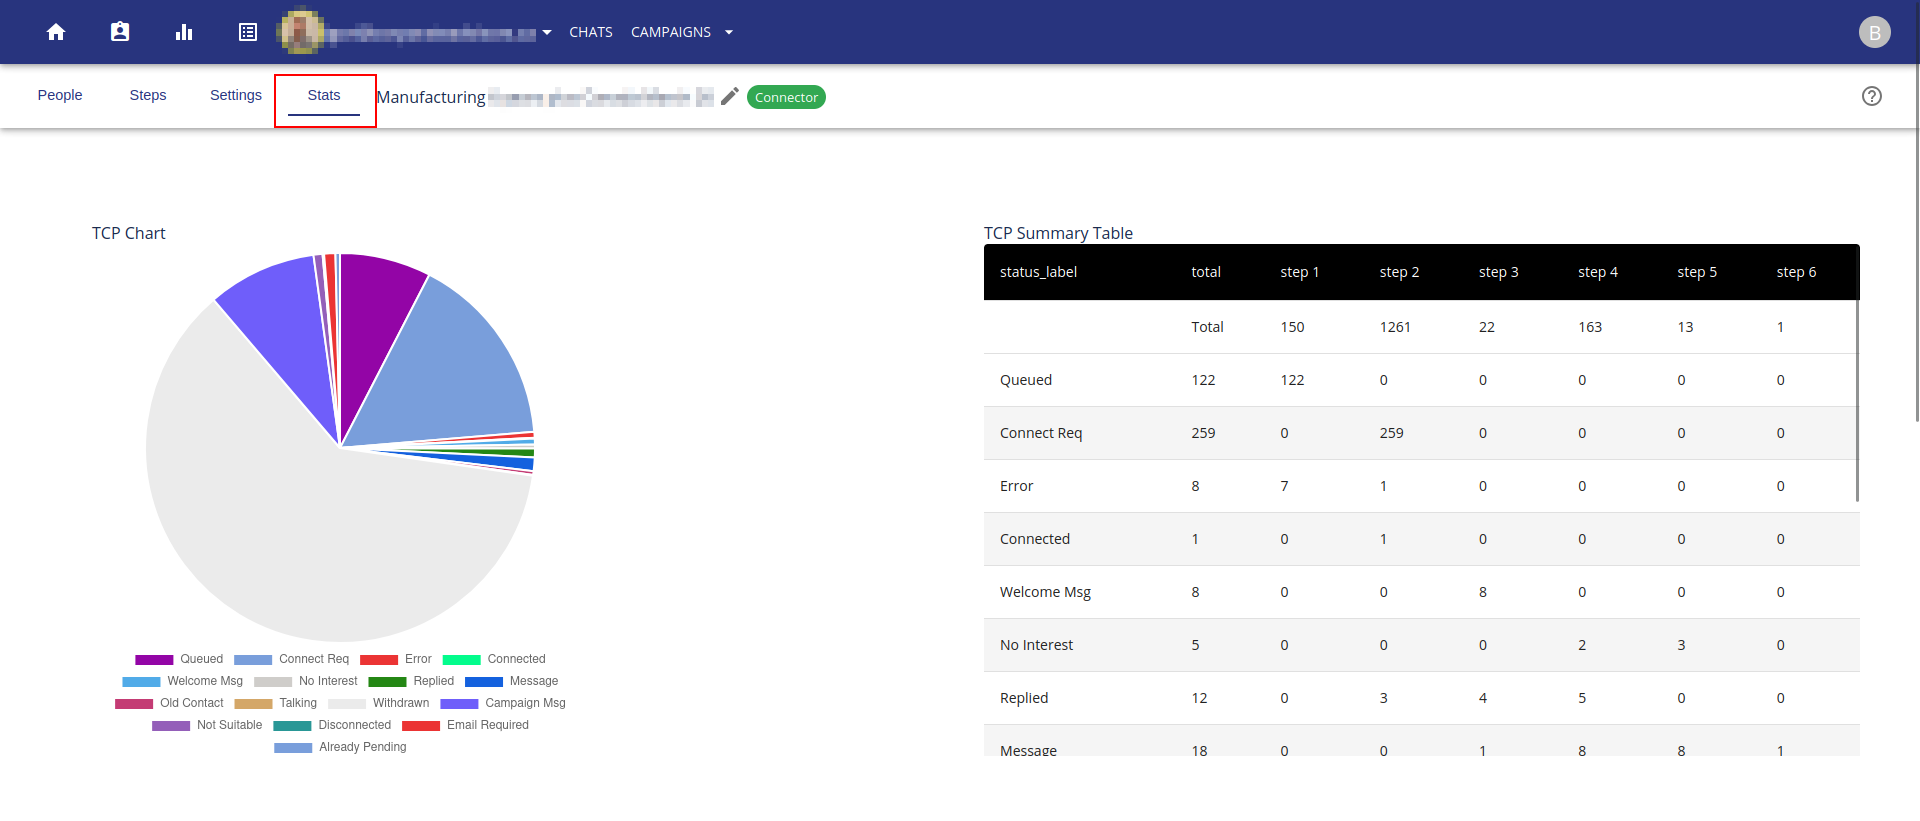 CHATS CAMPAIGNS B
People Steps Settings Stats Manufacturing Connector
TCP Chart
Queued Connect Req Error Connected
Welcome Msg No Interest Replied Message
Old Contact Talking Withdrawn Campaign Msg
Not Suitable Disconnected Email Required
Already Pending
TCP Summary Table
status_label total step 1 step 2 step 3 step 4 step 5 step 6
Total 150 1261 22 163 13 1
Queued 122 122 0 0 0 0 0
Connect Req 259 0 259 0 0 0 0
Error 8 7 1 0 0 0 0
Connected 1 0 1 0 0 0 0
Welcome Msg 8 0 0 8 0 0 0
No Interest 5 0 0 0 2 3 0
Replied 12 0 3 4 5 0 0
Message 18 0 0 1 8 8 1